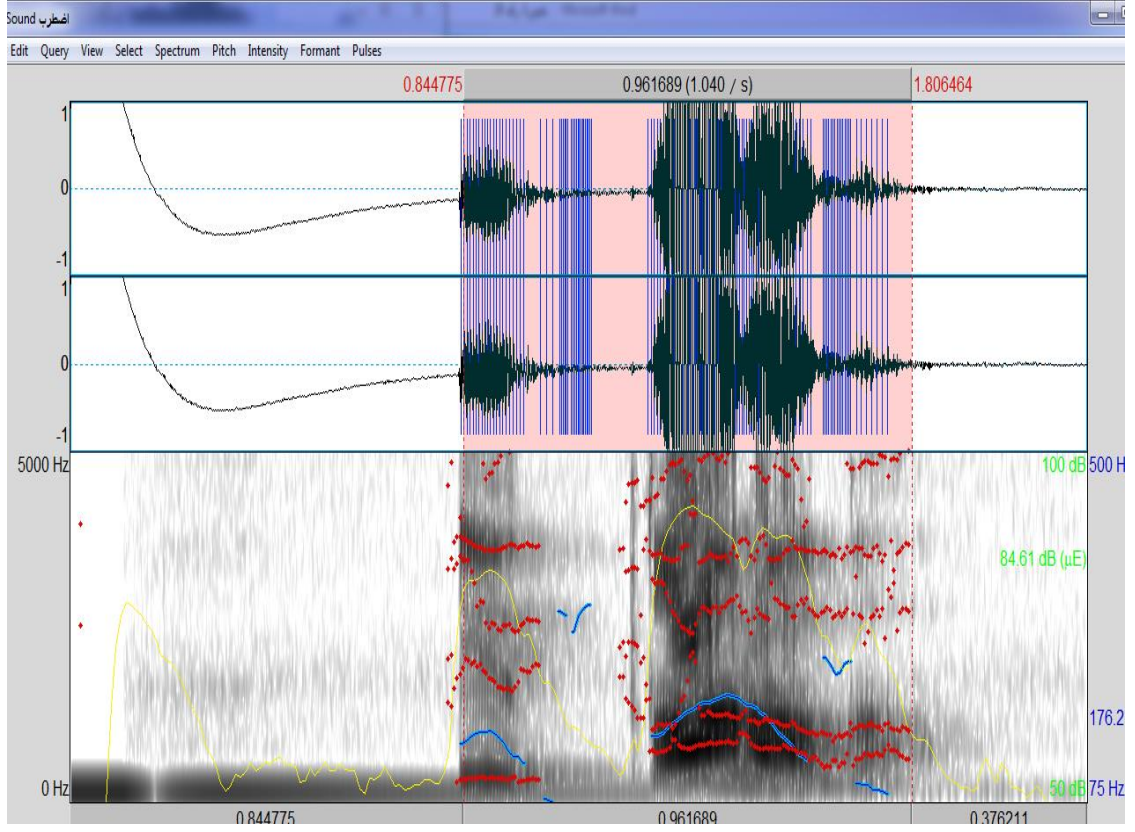 Sound اضطرب
Edit Query View Select Spectrum Pitch Intensity Formant Pulses
0.844775 0.961689 (1.040 / s) 1.806464
1
0
-1
1
0
-1
5000 Hz 100 dB 500 H
84.61 dB (µE)
176.2
0 Hz 50 dB 75 Hz
0.844775 0.961689 0.376211